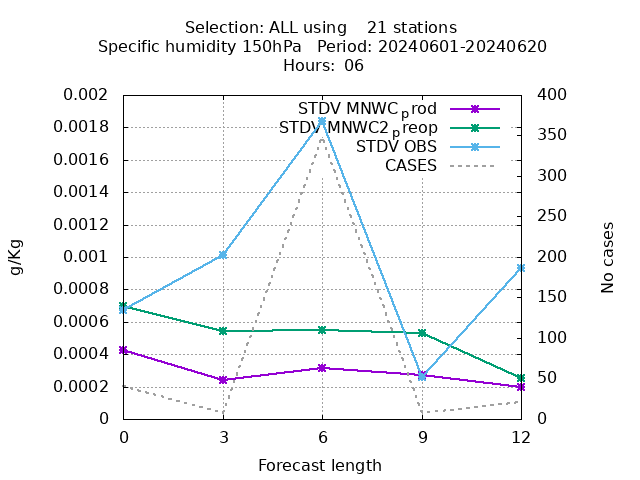 Selection: ALL using    21 stations
Specific humidity 150hPa   Period: 20240601-20240620
Hours:  06
STDV MNWCprod
STDV MNWC2preop
STDV OBS
CASES
0.002
0.0018
0.0016
0.0014
0.0012
0.001
0.0008
0.0006
0.0004
0.0002
0
400
350
300
250
200
150
100
50
0
g/Kg
No cases
0 3 6 9 12
Forecast length